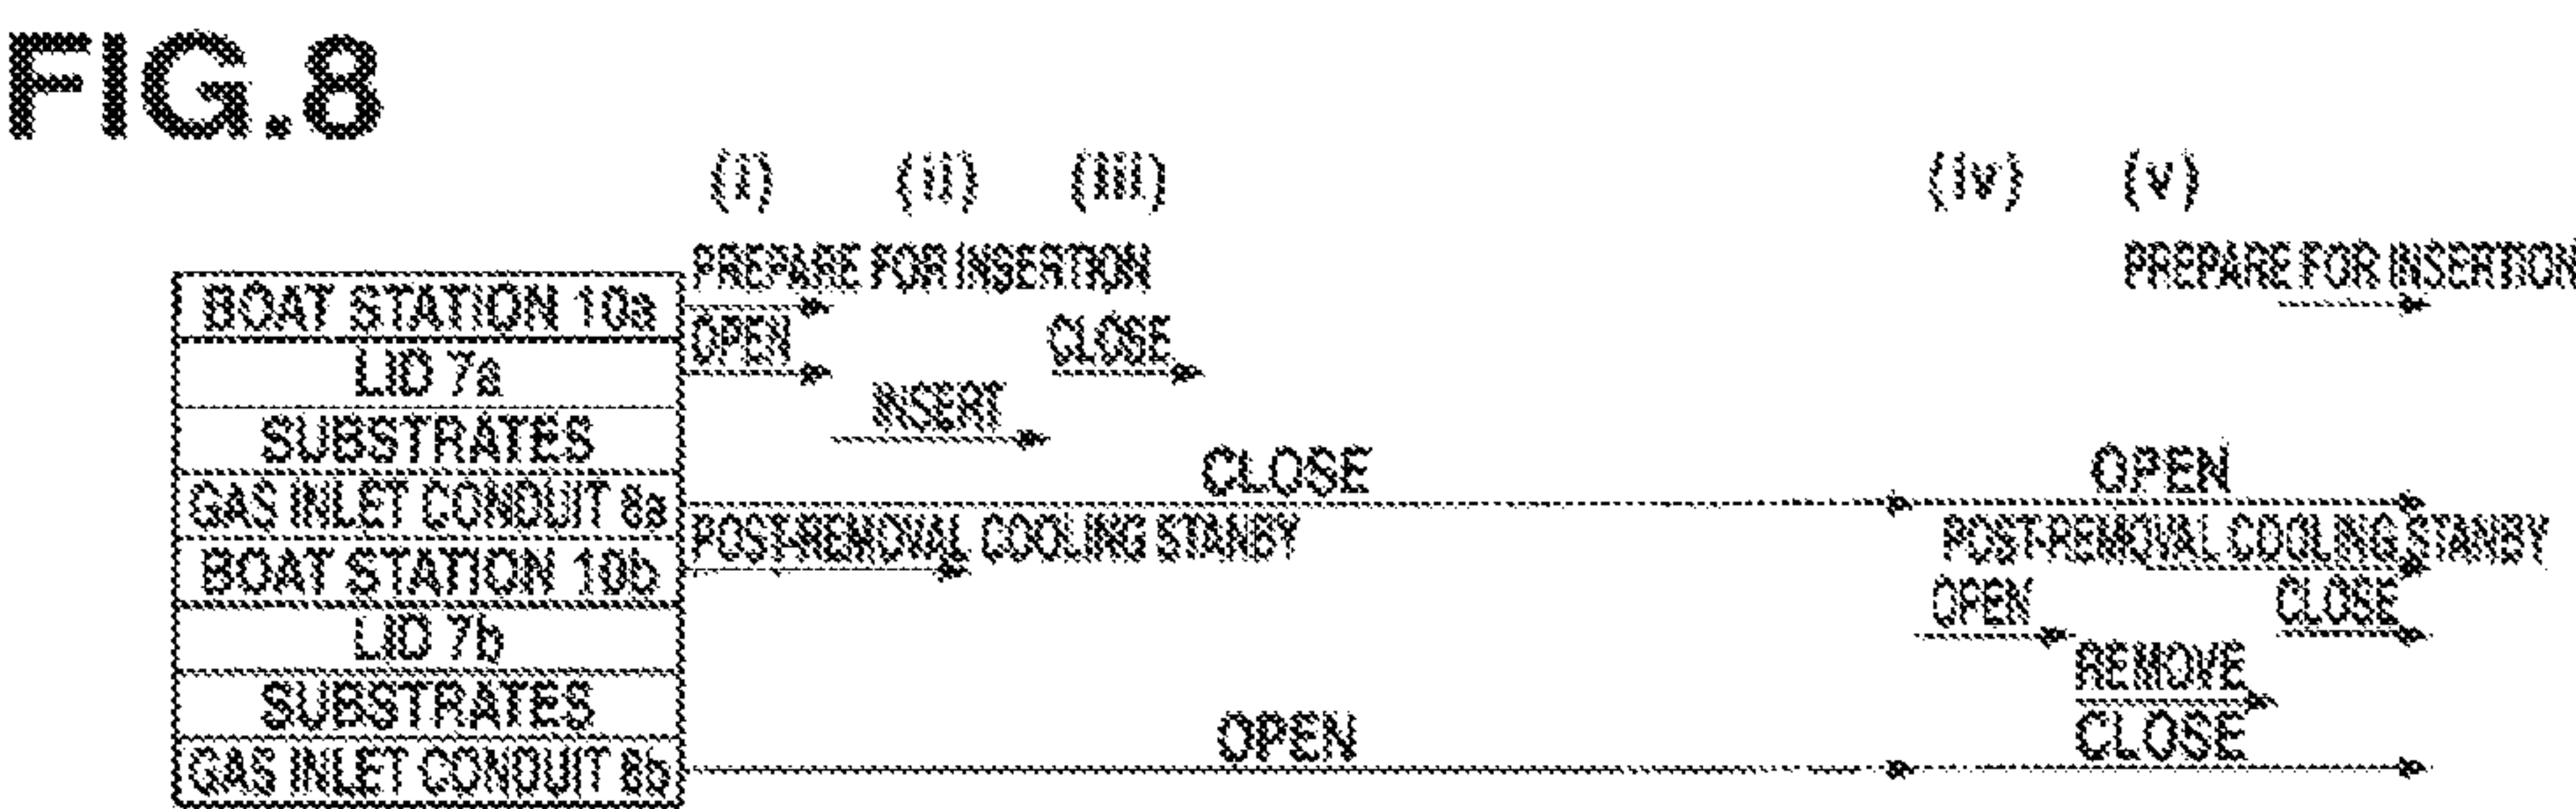 FIG.8
(i) (ii) (iii) (iv) (v)
PREPARE FOR INSERTION PREPARE FOR INSERTION
BOAT STATION 10a
OPEN CLOSE
LID 7a
INSERT
SUBSTRATES
CLOSE OPEN
GAS INLET CONDUIT 8a
POST-REMOVAL COOLING STANBY POST-REMOVAL COOLING STANBY
BOAT STATION 10b
OPEN CLOSE
LID 7b
REMOVE
SUBSTRATES
OPEN CLOSE
GAS INLET CONDUIT 8b